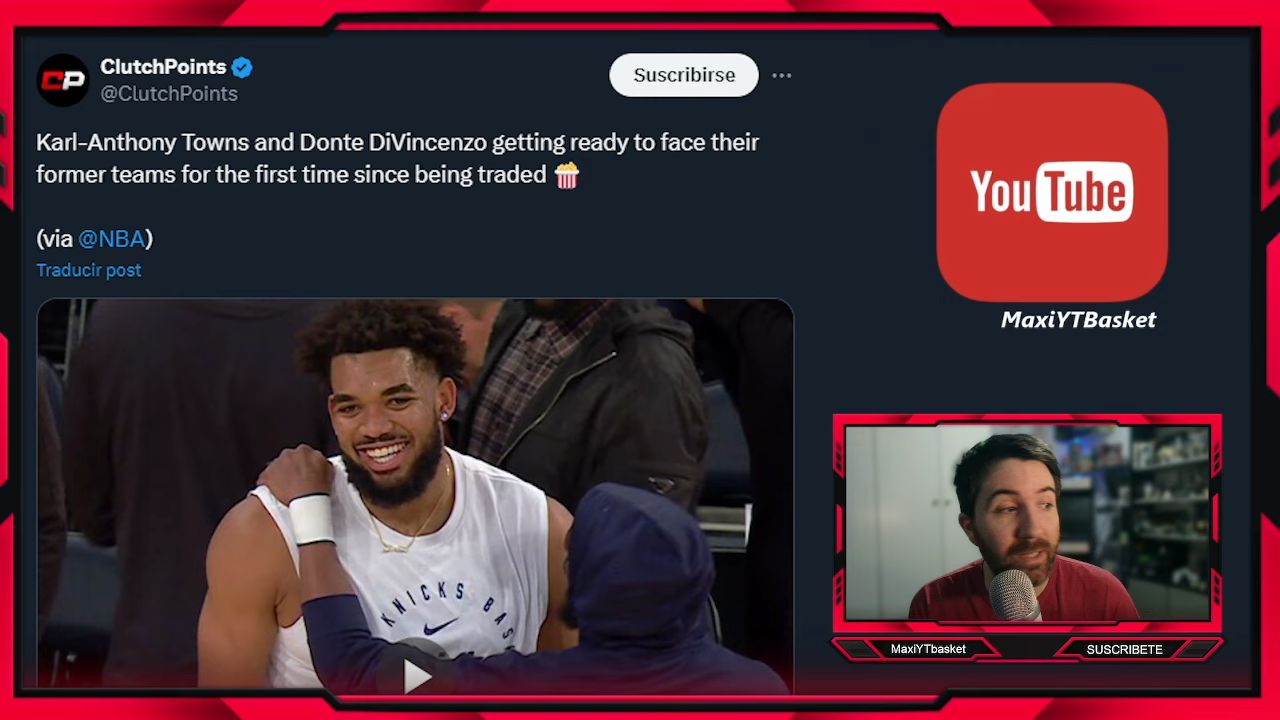 CP
ClutchPoints
@ClutchPoints
Suscribirse
Karl-Anthony Towns and Donte DiVincenzo getting ready to face their
former teams for the first time since being traded 🍿
(via @NBA)
Traducir post
KNICKS BAS
YouTube
MaxiYTBasket
MaxiYTbasket
SUSCRIBETE